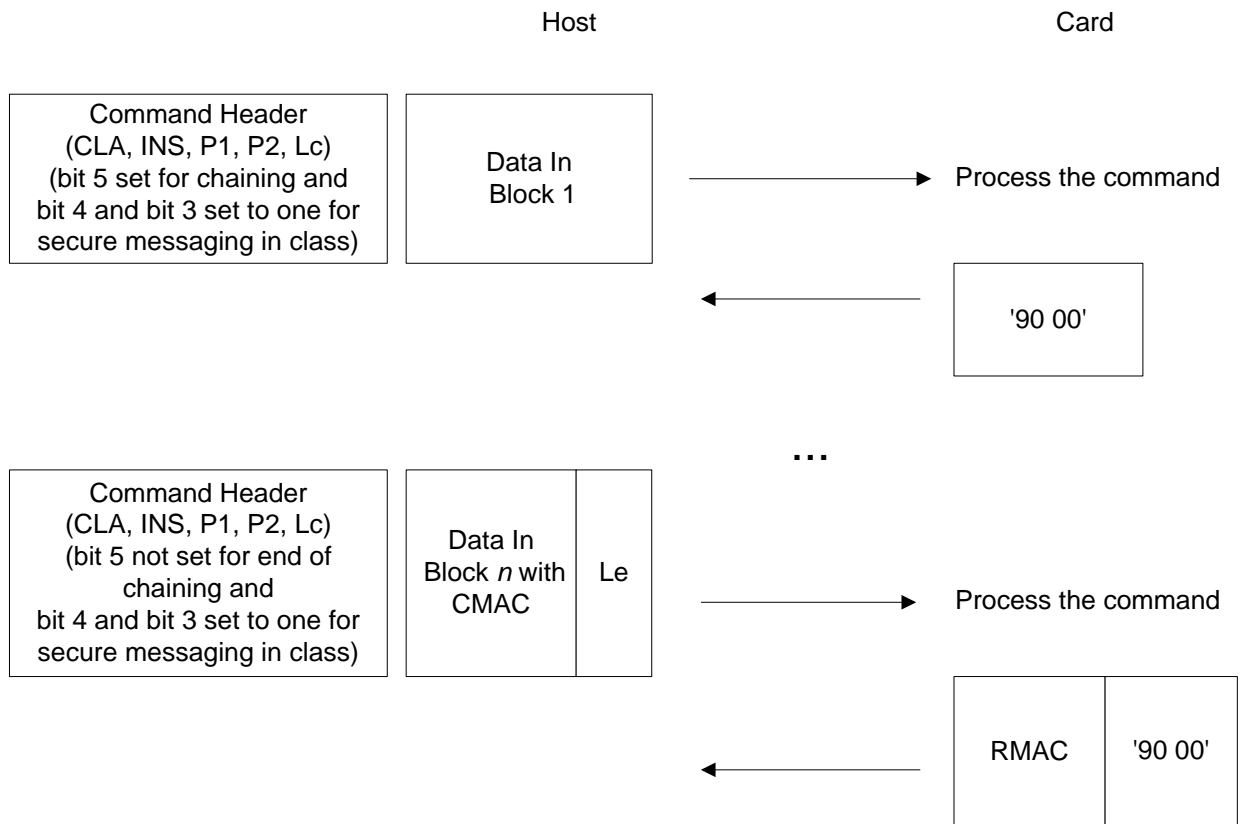 Host
Card
Command Header
(CLA, INS, P1, P2, Lc)
(bit 5 set for chaining and
bit 4 and bit 3 set to one for
secure messaging in class)
Data In
Block 1
Process the command
'90 00'
...
Command Header
(CLA, INS, P1, P2, Lc)
(bit 5 not set for end of
chaining and
bit 4 and bit 3 set to one for
secure messaging in class)
Data In
Block n with
CMAC
Le
Process the command
RMAC
'90 00'